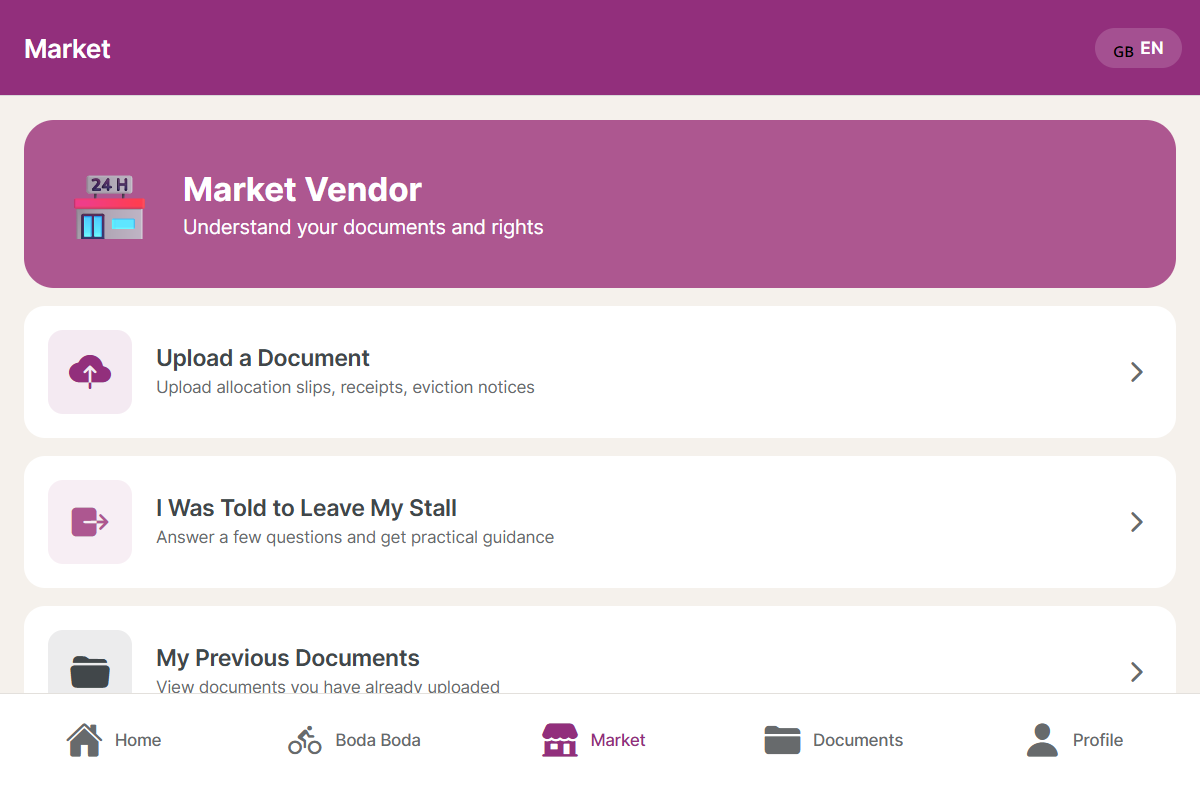 Market
GB EN
24 H
Market Vendor
Understand your documents and rights
Upload a Document
Upload allocation slips, receipts, eviction notices
I Was Told to Leave My Stall
Answer a few questions and get practical guidance
My Previous Documents
View documents you have already uploaded
Home
Boda Boda
Market
Documents
Profile